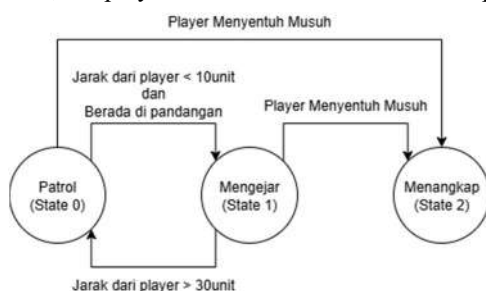 Player Menyentuh Musuh
Jarak dari player < 10unit
dan
Berada di pandangan
Player Menyentuh Musuh
Patrol
(State 0)
Mengejar
(State 1)
Menangkap
(State 2)
Jarak dari player > 30unit